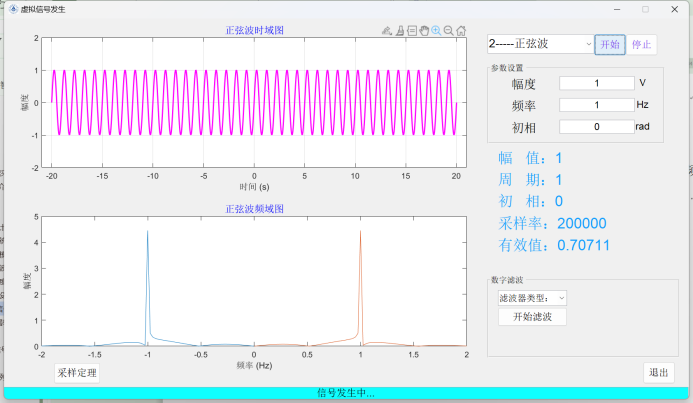 虚拟信号发生
正弦波时域图
2
1
0
-1
-2
幅度
-20 -15 -10 -5 0 5 10 15 20
时间 (s)
正弦波频域图
5
4
3
2
1
0
幅度
-2 -1.5 -1 -0.5 0 0.5 1 1.5 2
频率 (Hz)
采样定理
2-----正弦波
开始
停止
参数设置
幅度 1 V
频率 1 Hz
初相 0 rad
幅 值：1
周 期：1
初 相：0
采样率：200000
有效值：0.70711
数字滤波
滤波器类型：
开始滤波
退出
信号发生中...